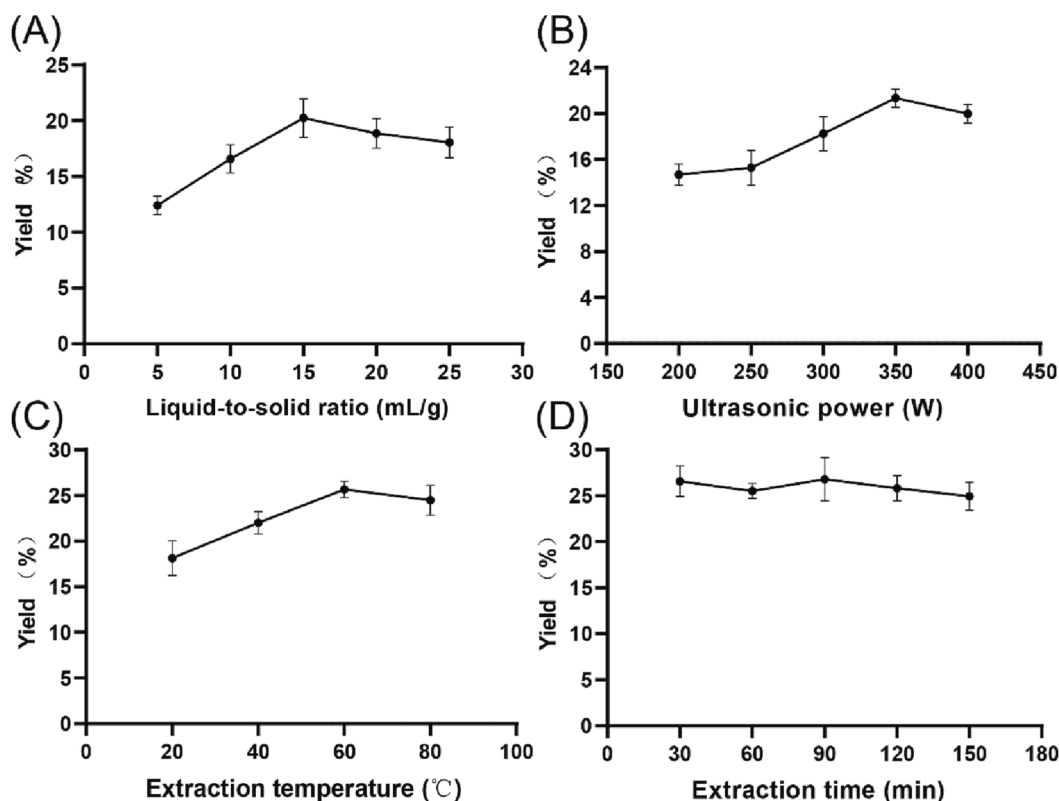 (A)
25
20
15
10
5
0
Yield (%)
0 5 10 15 20 25 30
Liquid-to-solid ratio (mL/g)
(B)
24
20
16
12
8
4
0
Yield (%)
150 200 250 300 350 400 450
Ultrasonic power (W)
(C)
30
25
20
15
10
5
0
Yield (%)
0 20 40 60 80 100
Extraction temperature (℃)
(D)
30
25
20
15
10
5
0
Yield (%)
0 30 60 90 120 150 180
Extraction time (min)